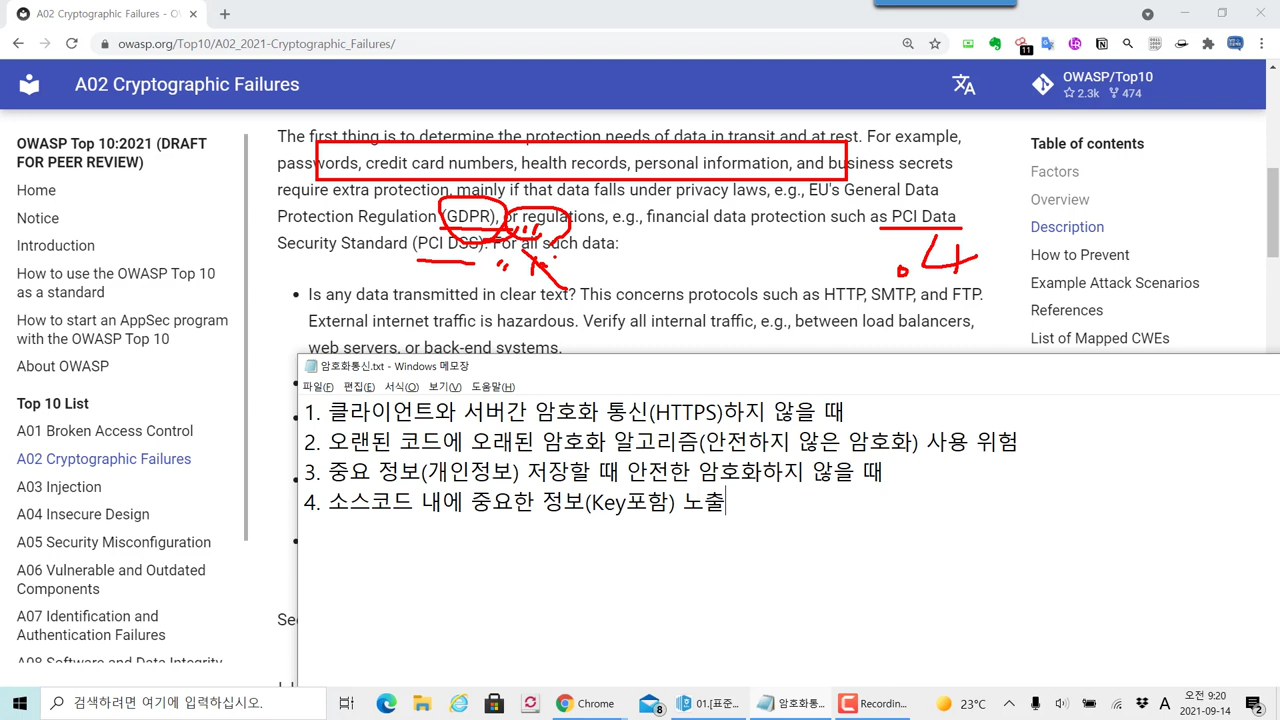 A02 Cryptographic Failures - OW
owasp.org/Top10/A02_2021-Cryptographic_Failures/
11
A02 Cryptographic Failures
OWASP/Top10
2.3k 474
OWASP Top 10:2021 (DRAFT
FOR PEER REVIEW)
Home
Notice
Introduction
How to use the OWASP Top 10
as a standard
How to start an AppSec program
with the OWASP Top 10
About OWASP
Top 10 List
A01 Broken Access Control
A02 Cryptographic Failures
A03 Injection
A04 Insecure Design
A05 Security Misconfiguration
A06 Vulnerable and Outdated
Components
A07 Identification and
Authentication Failures
A08 Software and Data Integrity
The first thing is to determine the protection needs of data in transit and at rest. For example,
passwords, credit card numbers, health records, personal information, and business secrets
require extra protection, mainly if that data falls under privacy laws, e.g., EU's General Data
Protection Regulation (GDPR), or regulations, e.g., financial data protection such as PCI Data
Security Standard (PCI DSS). For all such data:
Is any data transmitted in clear text? This concerns protocols such as HTTP, SMTP, and FTP.
External internet traffic is hazardous. Verify all internal traffic, e.g., between load balancers,
web servers, or back-end systems.
Table of contents
Factors
Overview
Description
How to Prevent
Example Attack Scenarios
References
List of Mapped CWEs
암호화통신.txt - Windows 메모장
파일(F) 편집(E) 서식(O) 보기(V) 도움말(H)
1. 클라이언트와 서버간 암호화 통신(HTTPS)하지 않을 때
2. 오랜된 코드에 오래된 암호화 알고리즘(안전하지 않은 암호화) 사용 위험
3. 중요 정보(개인정보) 저장할 때 안전한 암호화하지 않을 때
4. 소스코드 내에 중요한 정보(Key포함) 노출
검색하려면 여기에 입력하십시오.
Chrome
8
01.[표준...
암호화통...
Recordin...
23°C
A
오전 9:20
2021-09-14
2